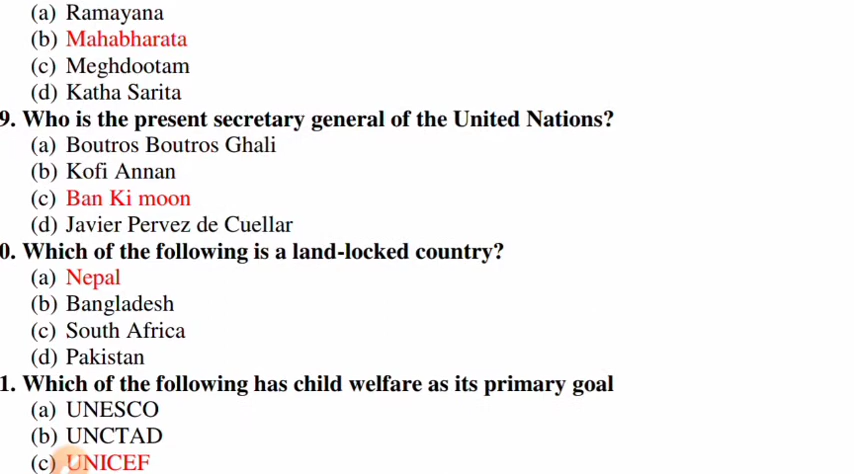 (a) Ramayana
(b) Mahabharata
(c) Meghdootam
(d) Katha Sarita
9. Who is the present secretary general of the United Nations?
(a) Boutros Boutros Ghali
(b) Kofi Annan
(c) Ban Ki moon
(d) Javier Pervez de Cuellar
0. Which of the following is a land-locked country?
(a) Nepal
(b) Bangladesh
(c) South Africa
(d) Pakistan
1. Which of the following has child welfare as its primary goal
(a) UNESCO
(b) UNCTAD
(c) UNICEF